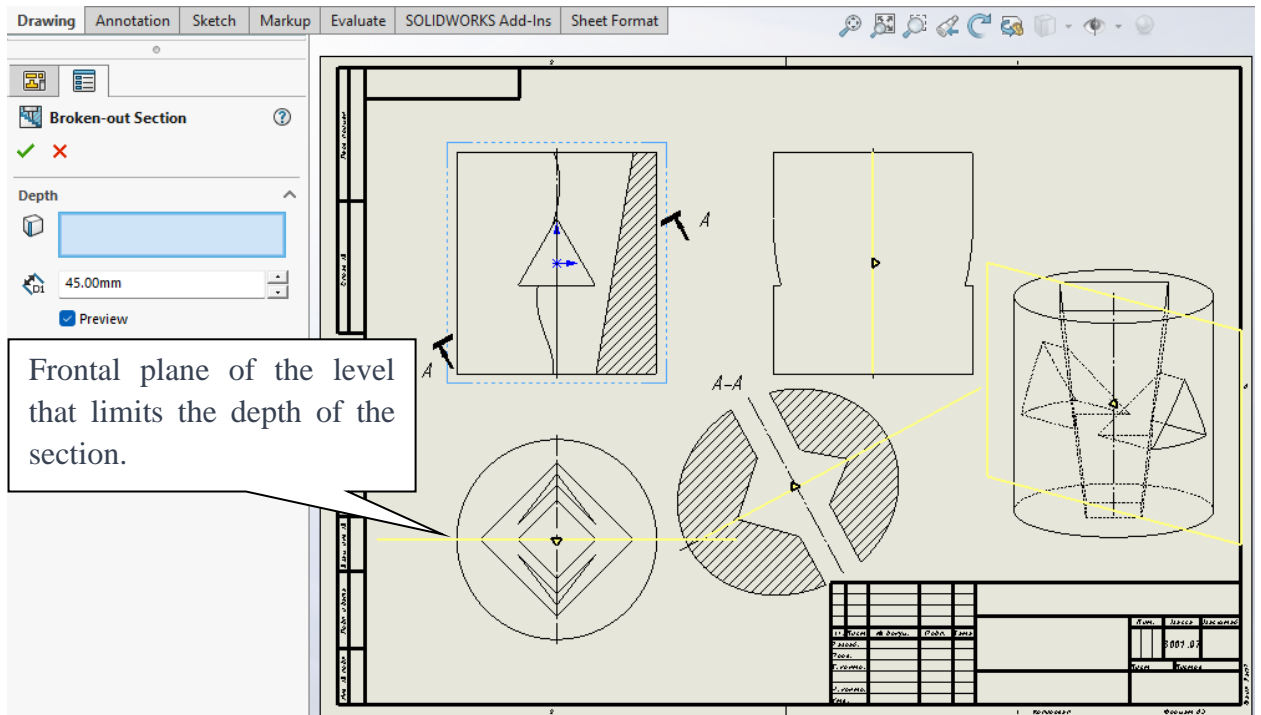 Drawing Annotation Sketch Markup Evaluate SOLIDWORKS Add-Ins Sheet Format
Broken-out Section
Depth
45.00mm
D1
Preview
Frontal plane of the level
that limits the depth of the
section.
A
A
A-A